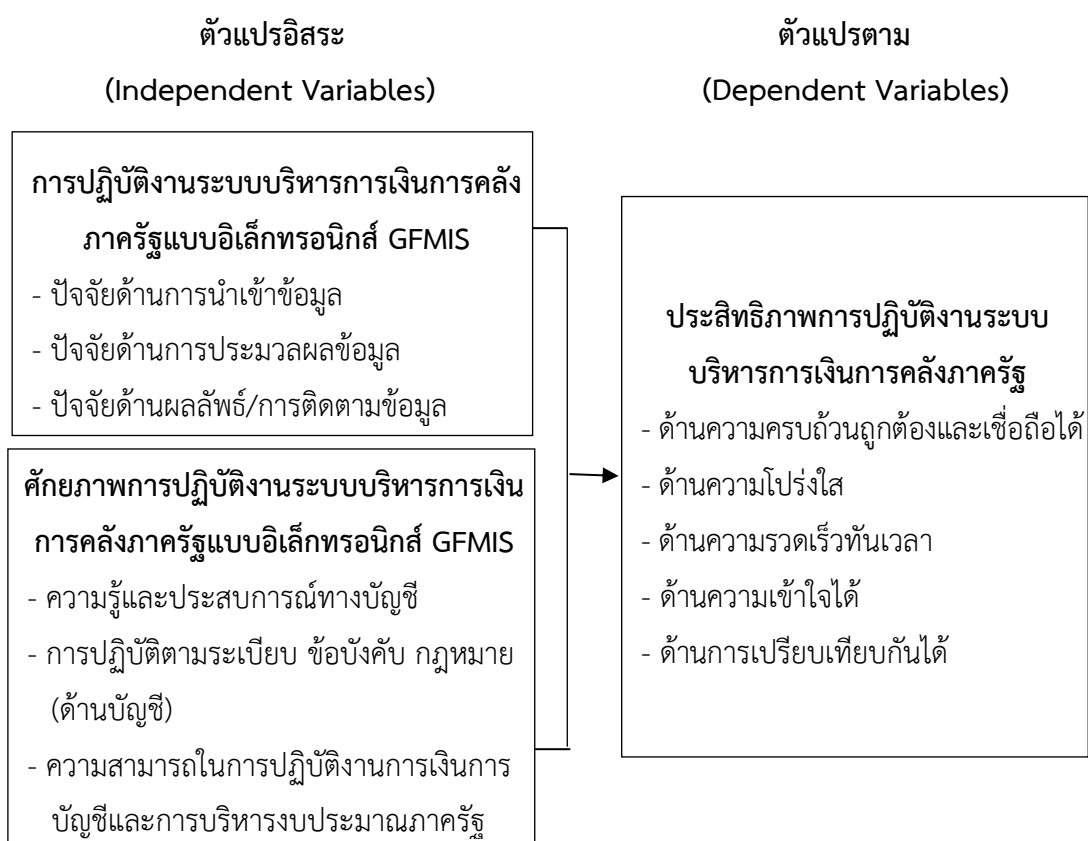 ตัวแปรอิสระ
(Independent Variables)
การปฏิบัติงานระบบบริหารการเงินการคลัง
ภาครัฐแบบอิเล็กทรอนิกส์ GFMIS
- ปัจจัยด้านการนำเข้าข้อมูล
- ปัจจัยด้านการประมวลผลข้อมูล
- ปัจจัยด้านผลลัพธ์/การติดตามข้อมูล
ศักยภาพการปฏิบัติงานระบบบริหารการเงิน
การคลังภาครัฐแบบอิเล็กทรอนิกส์ GFMIS
- ความรู้และประสบการณ์ทางบัญชี
- การปฏิบัติตามระเบียบ ข้อบังคับ กฎหมาย
(ด้านบัญชี)
- ความสามารถในการปฏิบัติงานการเงินการ
บัญชีและการบริหารงบประมาณภาครัฐ
ตัวแปรตาม
(Dependent Variables)
ประสิทธิภาพการปฏิบัติงานระบบ
บริหารการเงินการคลังภาครัฐ
- ด้านความครบถ้วนถูกต้องและเชื่อถือได้
- ด้านความโปร่งใส
- ด้านความรวดเร็วทันเวลา
- ด้านความเข้าใจได้
- ด้านการเปรียบเทียบกันได้